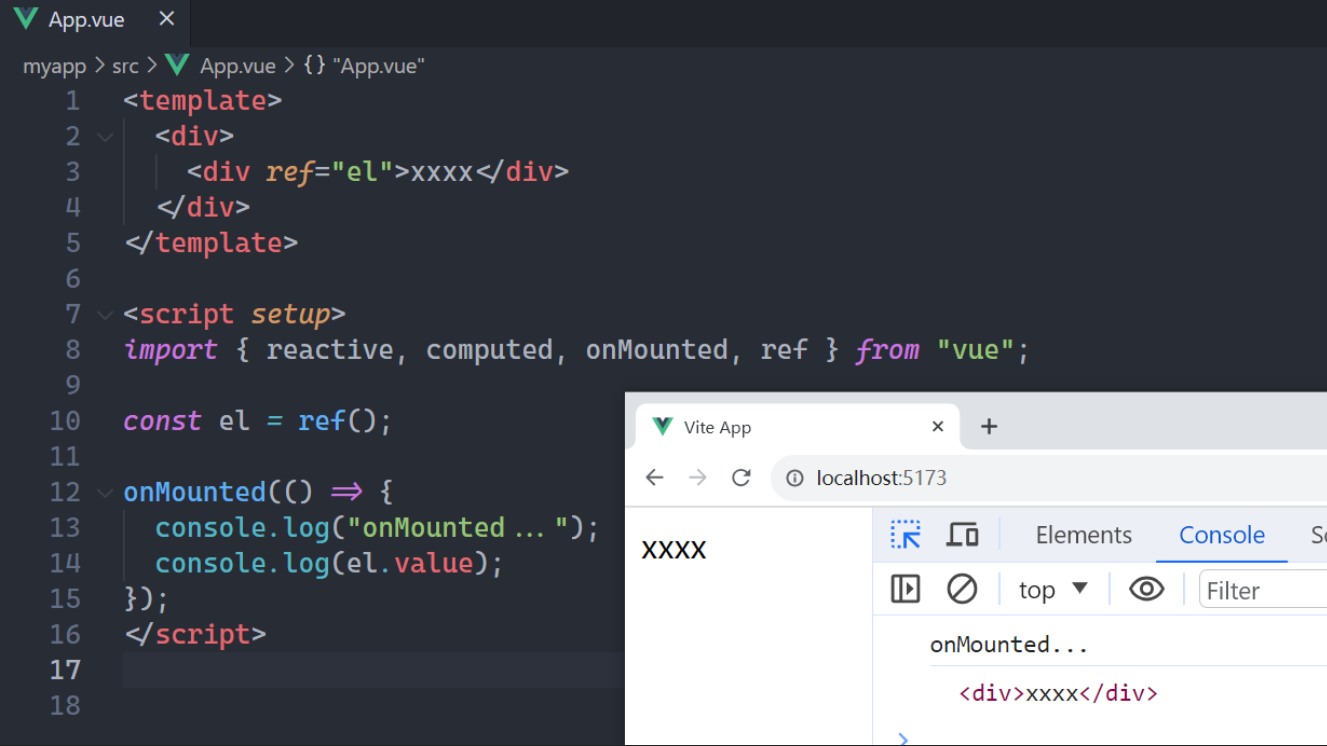 App.vue ×
myapp > src > App.vue > {} "App.vue"
1 <template>
2 <div>
3 <div ref="el">xxxx</div>
4 </div>
5 </template>
6
7 <script setup>
8 import { reactive, computed, onMounted, ref } from "vue";
9
10 const el = ref();
11
12 onMounted(() => {
13 console.log("onMounted...");
14 console.log(el.value);
15 });
16 </script>
17
18
Vite App × +
localhost:5173
xxxx
Elements Console
top Filter
onMounted...
<div>xxxx</div>
>